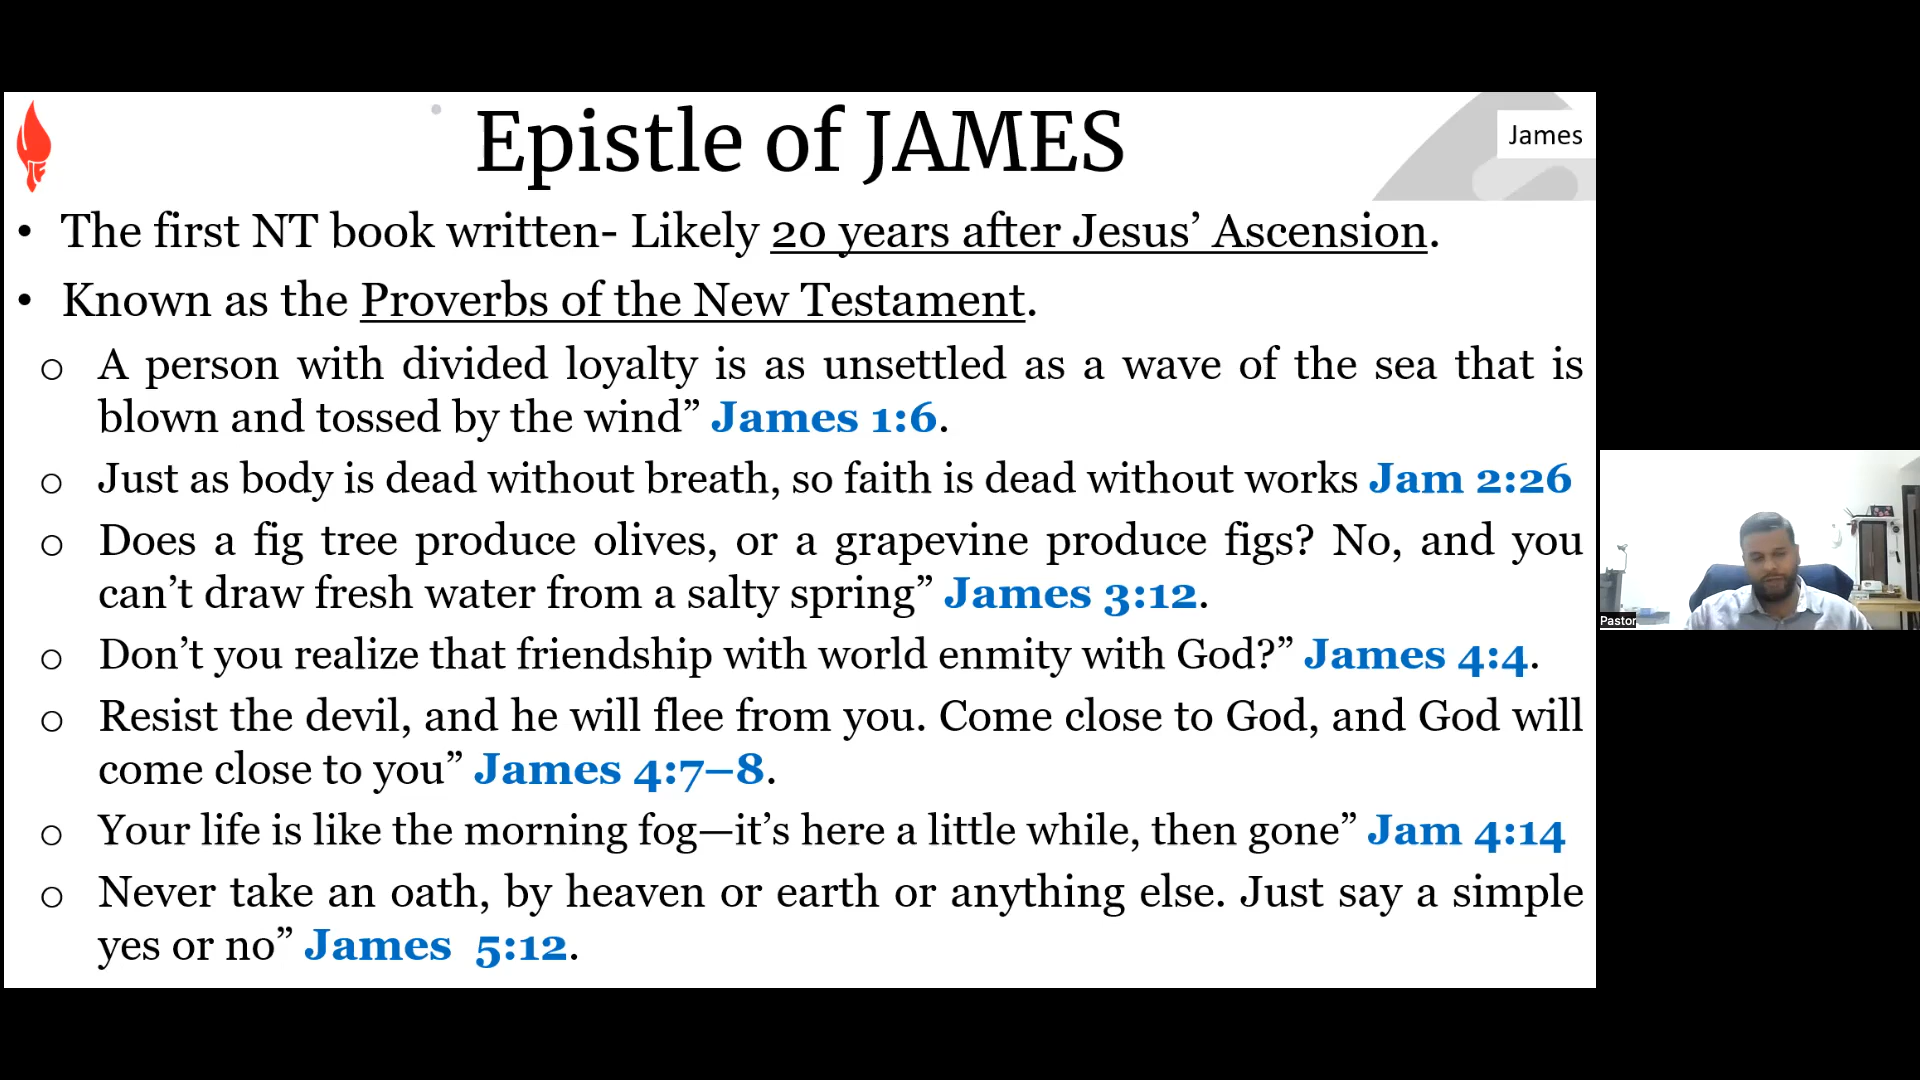 Epistle of JAMES
James
• The first NT book written- Likely 20 years after Jesus’ Ascension.
• Known as the Proverbs of the New Testament.
o A person with divided loyalty is as unsettled as a wave of the sea that is
blown and tossed by the wind” James 1:6.
o Just as body is dead without breath, so faith is dead without works Jam 2:26
o Does a fig tree produce olives, or a grapevine produce figs? No, and you
can’t draw fresh water from a salty spring” James 3:12.
o Don’t you realize that friendship with world enmity with God?” James 4:4.
o Resist the devil, and he will flee from you. Come close to God, and God will
come close to you” James 4:7–8.
o Your life is like the morning fog—it’s here a little while, then gone” Jam 4:14
o Never take an oath, by heaven or earth or anything else. Just say a simple
yes or no” James 5:12.
Pastor